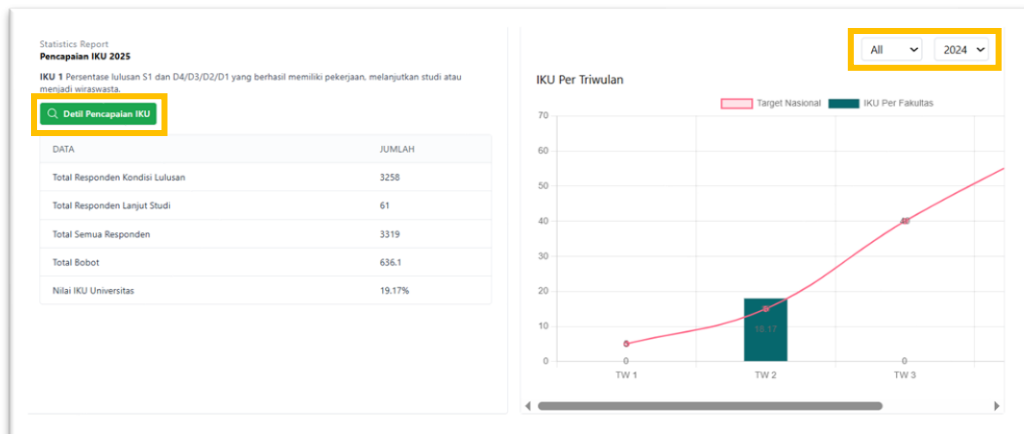 Statistics Report
Pencapaian IKU 2025
IKU 1 Persentase lulusan S1 dan D4/D3/D2/D1 yang berhasil memiliki pekerjaan, melanjutkan studi atau
menjadi wiraswasta.
Detil Pencapaian IKU
DATA JUMLAH
Total Responden Kondisi Lulusan 3258
Total Responden Lanjut Studi 61
Total Semua Responden 3319
Total Bobot 636.1
Nilai IKU Universitas 19.17%
All 2024
IKU Per Triwulan
Target Nasional IKU Per Fakultas
70
60
50
40
40
30
20
18.17
10
5
0
0
0
TW 1 TW 2 TW 3